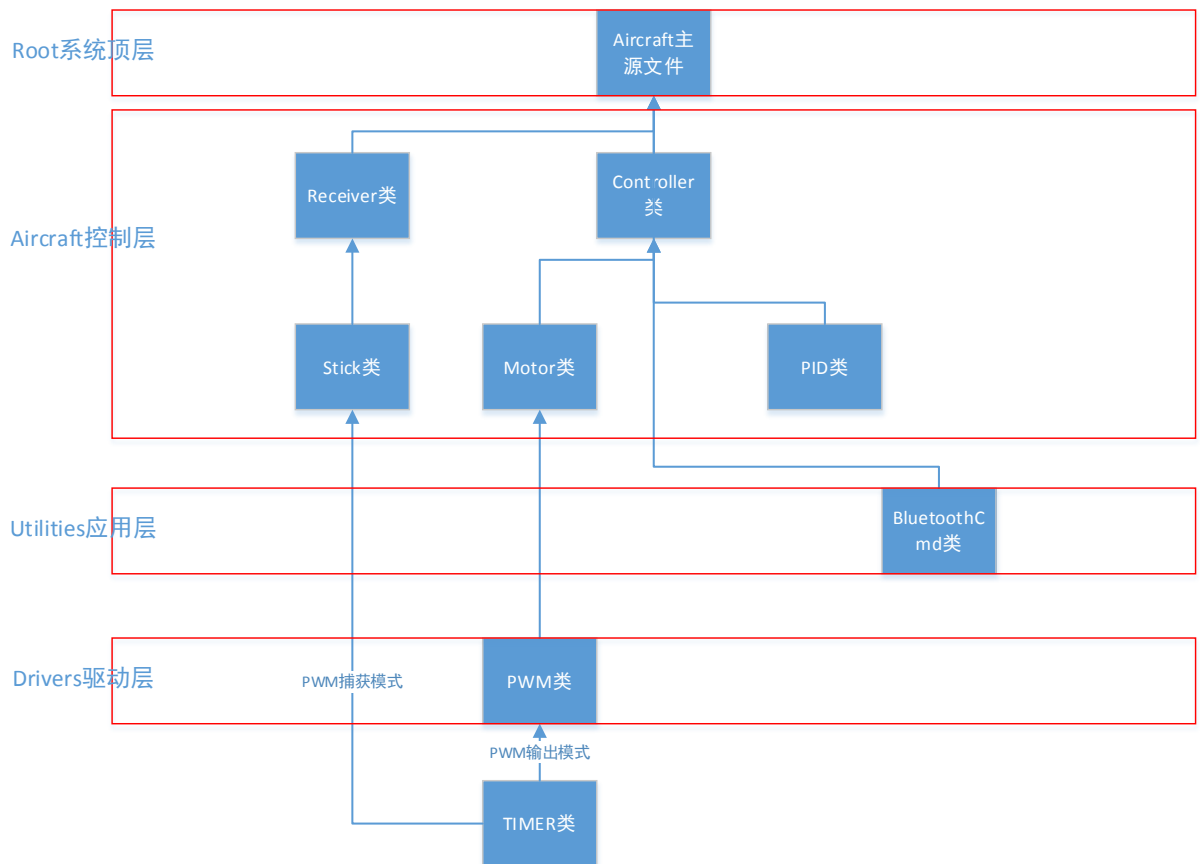 Root系统顶层
Aircraft主
源文件
Receiver类
Controller
类
Aircraft控制层
Stick类
Motor类
PID类
Utilities应用层
BluetoothC
md类
Drivers驱动层
PWM捕获模式
PWM类
PWM输出模式
TIMER类